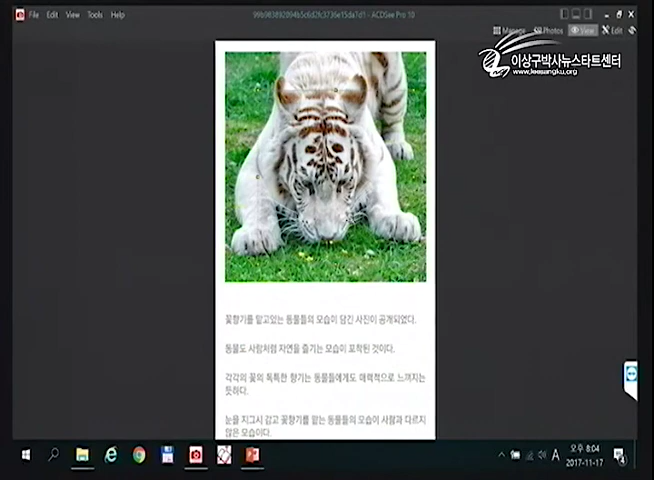 File Edit View Tools Help
99b983892094b5c6d2fc3736e15da7d1 - ACDSee Pro 10
Manage Photos View Edit
이상구박사뉴스타트센터
www.leesangku.org
꽃향기를 맡고있는 동물들의 모습이 담긴 사진이 공개되었다.
동물도 사람처럼 자연을 즐기는 모습이 포착된 것이다.
각각의 꽃의 독특한 향기는 동물들에게도 매력적으로 느껴지는
듯하다.
눈을 지그시 감고 꽃향기를 맡는 동물들의 모습이 사람과 다르지
않은 모습이다.
A
오후 8:04
2017-11-17